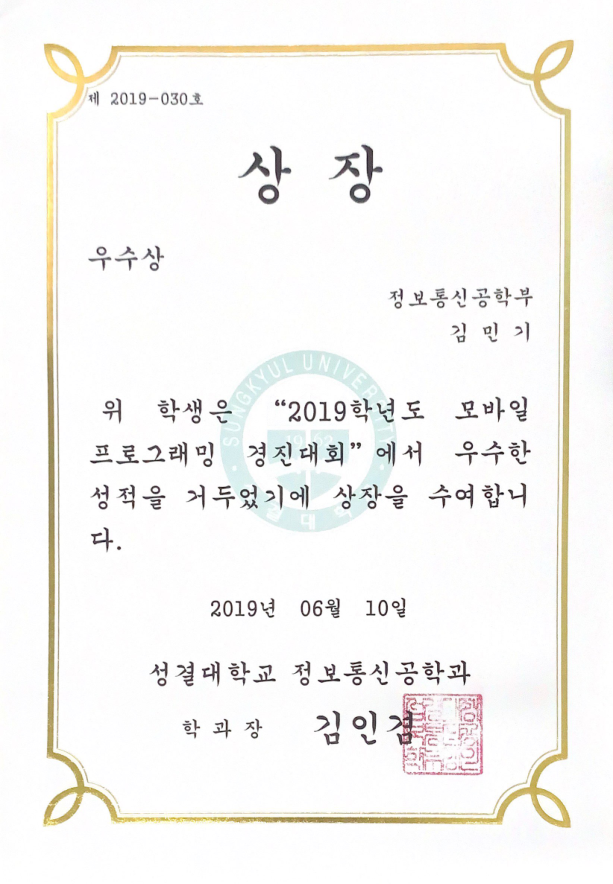 제 2019-030호
상 장
우수상
정보통신공학부
김 민 기
SUNGKYUL UNIVERSITY
1962
위 학생은 “2019학년도 모바일
프로그래밍 경진대회”에서 우수한
성적을 거두었기에 상장을 수여합니
다.
2019년 06월 10일
성결대학교 정보통신공학과
학 과 장 김인겸